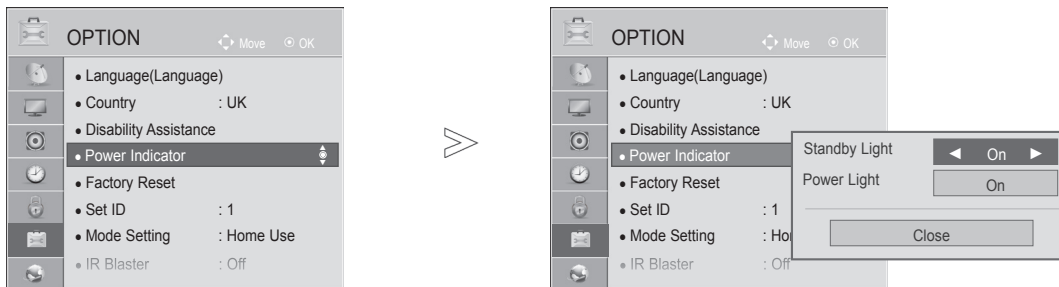 OPTION Move OK
• Language(Language)
• Country : UK
• Disability Assistance
• Power Indicator
• Factory Reset
• Set ID : 1
• Mode Setting : Home Use
• IR Blaster : Off
OPTION Move OK
• Language(Language)
• Country : UK
• Disability Assistance
• Power Indicator
• Factory Reset
• Set ID : 1
• Mode Setting : Ho
• IR Blaster : Off
Standby Light ◄ On ►
Power Light On
Close